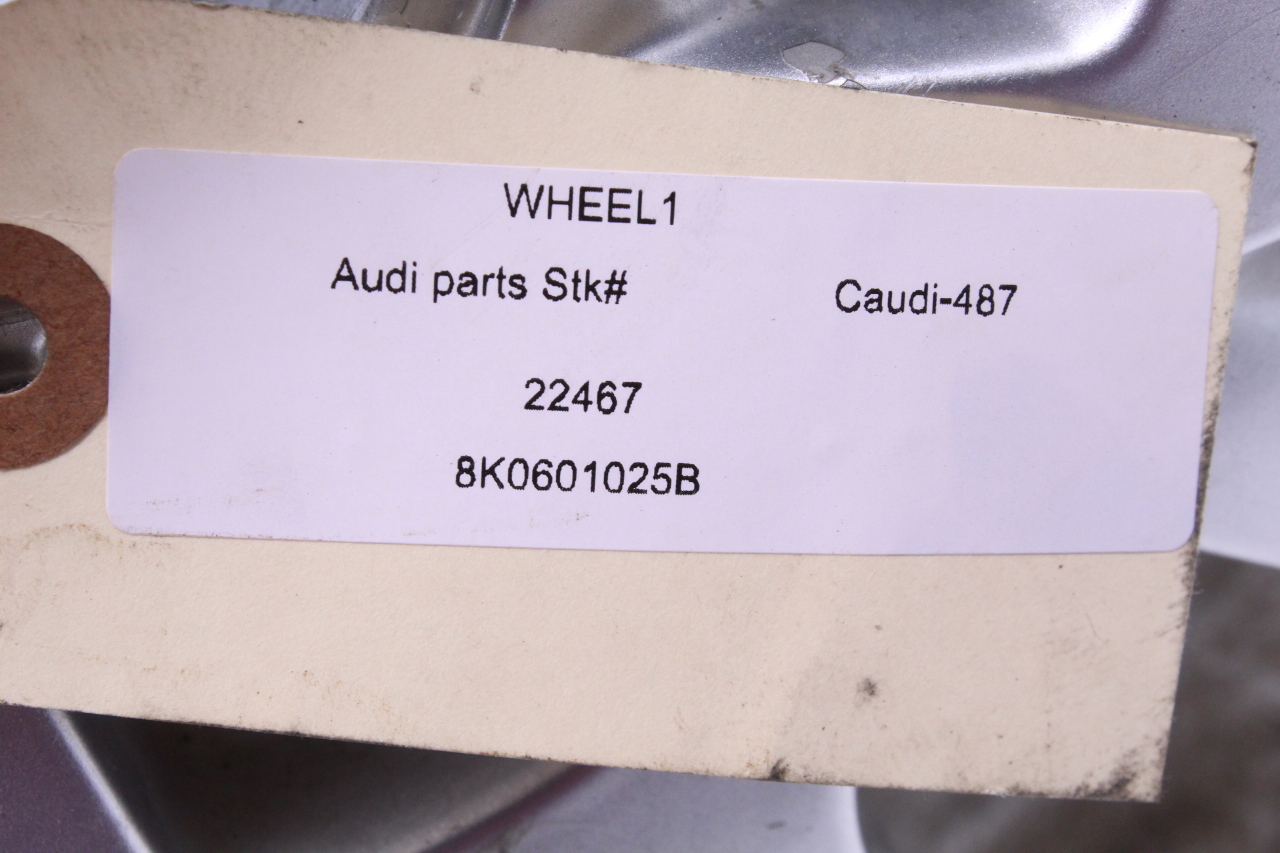 WHEEL1
Audi parts Stk# Caudi-487
22467
8K0601025B